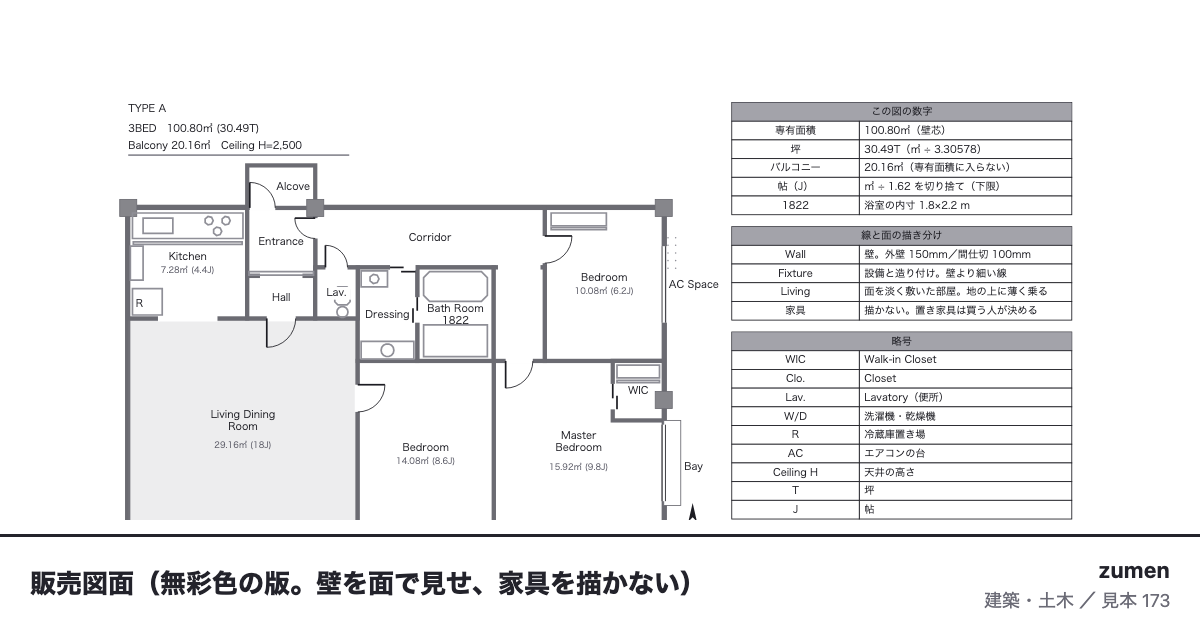 TYPE A
3BED 100.80㎡ (30.49T)
Balcony 20.16㎡ Ceiling H=2,500
Alcove
Entrance
Corridor
Kitchen
7.28㎡ (4.4J)
R
Hall
Lav.
Dressing
Bath Room
1822
Bedroom
10.08㎡ (6.2J)
AC Space
WIC
Living Dining
Room
29.16㎡ (18J)
Bedroom
14.08㎡ (8.6J)
Master
Bedroom
15.92㎡ (9.8J)
Bay
この図の数字
専有面積 100.80㎡（壁芯）
坪 30.49T（㎡ ÷ 3.30578）
バルコニー 20.16㎡（専有面積に入らない）
帖（J） ㎡ ÷ 1.62 を切り捨て（下限）
1822 浴室の内寸 1.8×2.2 m
線と面の描き分け
Wall 壁。外壁 150mm／間仕切 100mm
Fixture 設備と造り付け。壁より細い線
Living 面を淡く敷いた部屋。地の上に薄く乗る
家具 描かない。置き家具は買う人が決める
略号
WIC Walk-in Closet
Clo. Closet
Lav. Lavatory（便所）
W/D 洗濯機・乾燥機
R 冷蔵庫置き場
AC エアコンの台
Ceiling H 天井の高さ
T 坪
J 帖
販売図面（無彩色の版。壁を面で見せ、家具を描かない）
zumen
建築・土木 ／ 見本 173